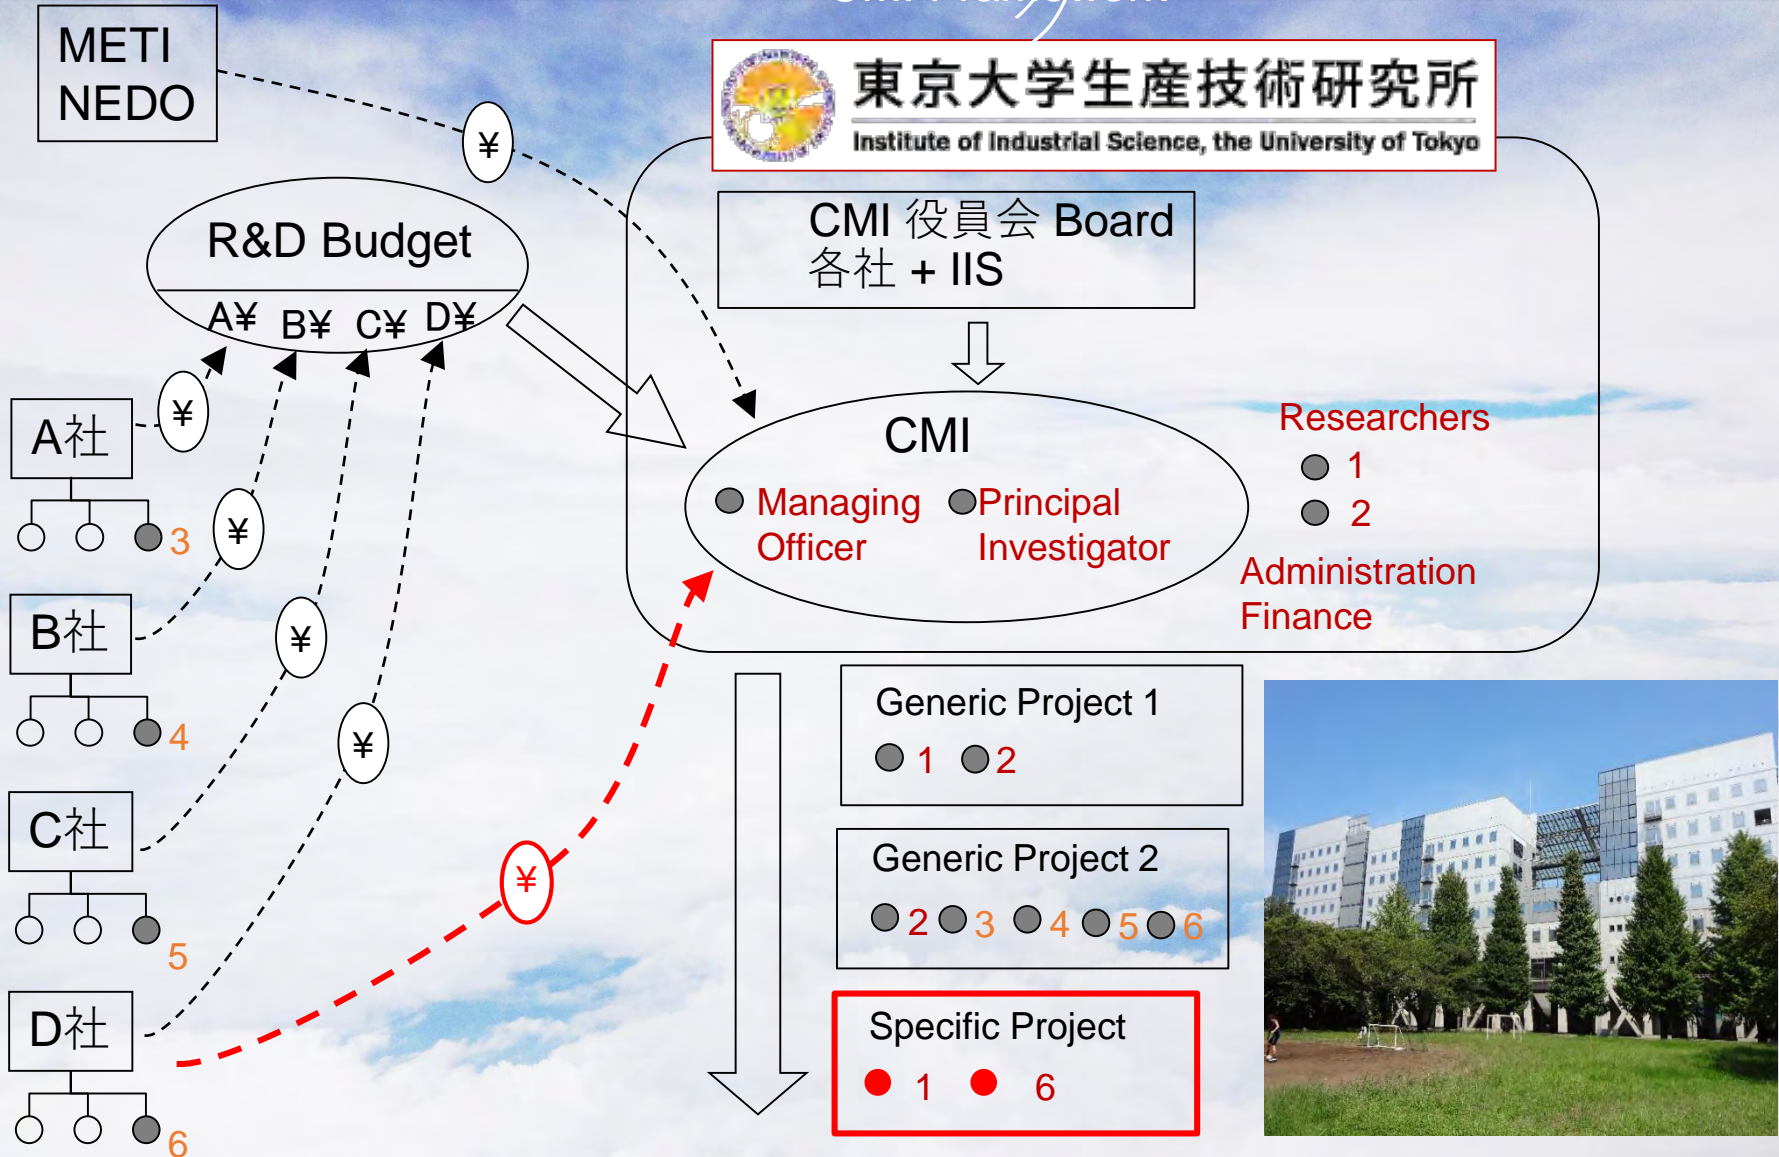 METI
NEDO
¥
東京大学生産技術研究所
Institute of Industrial Science, the University of Tokyo
R&D Budget
A¥ B¥ C¥ D¥
CMI 役員会 Board
各社 + IIS
CMI
Managing
Officer
Principal
Investigator
Researchers
1
2
Administration
Finance
A社
¥
3
¥
B社
¥
4
¥
C社
5
D社
6
¥
Generic Project 1
1 2
Generic Project 2
2 3 4 5 6
Specific Project
1 6